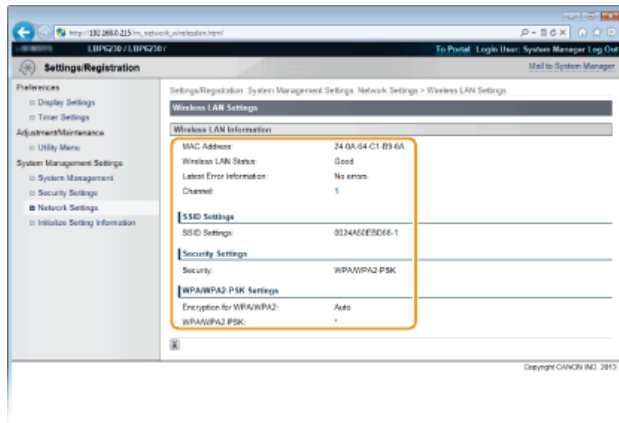 http://192.168.0.215/m_network_wirelesslan.html
LBP6230 / LBP6230 /
To Portal Login User: System Manager Log Out
Settings/Registration
Mail to System Manager
Preferences
Display Settings
Timer Settings
Adjustment/Maintenance
Utility Menu
System Management Settings
System Management
Security Settings
Network Settings
Initialize Setting Information
Settings/Registration: System Management Settings: Network Settings > Wireless LAN Settings
Wireless LAN Settings
Wireless LAN Information
MAC Address: 24-0A-64-C1-B9-6A
Wireless LAN Status: Good
Latest Error Information: No errors.
Channel: 1
SSID Settings
SSID Settings: 0024A50EBD66-1
Security Settings
Security: WPA/WPA2-PSK
WPA/WPA2-PSK Settings
Encryption for WPA/WPA2: Auto
WPA/WPA2-PSK: *
Copyright CANON INC. 2013